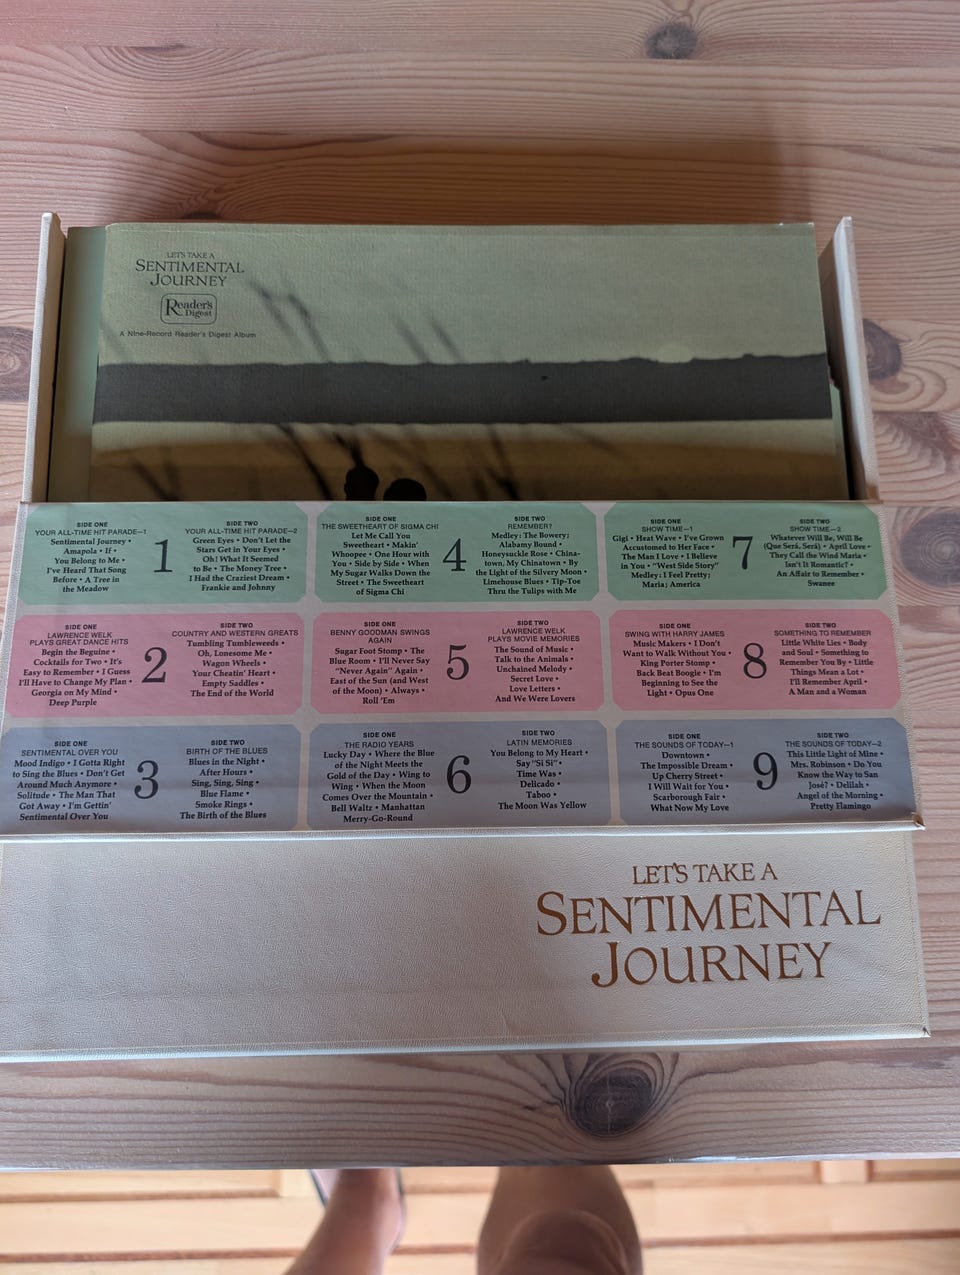 LET'S TAKE A
SENTIMENTAL
JOURNEY
Reader's
Digest
A Nine-Record Reader's Digest Album
SIDE ONE
YOUR ALL-TIME HIT PARADE—1
Sentimental Journey •
Amapola • If •
You Belong to Me •
I've Heard That Song
Before • A Tree in
the Meadow
1
SIDE TWO
YOUR ALL-TIME HIT PARADE—2
Green Eyes • Don't Let the
Stars Get in Your Eyes •
Oh! What It Seemed
to Be • The Money Tree •
I Had the Craziest Dream •
Frankie and Johnny
SIDE ONE
THE SWEETHEART OF SIGMA CHI
Let Me Call You
Sweetheart • Makin'
Whoopee • One Hour with
You • Side by Side • When
My Sugar Walks Down the
Street • The Sweetheart
of Sigma Chi
4
SIDE TWO
REMEMBER?
Medley: The Bowery;
Alabamy Bound •
Honeysuckle Rose • China-
town, My Chinatown • By
the Light of the Silvery Moon •
Limehouse Blues • Tip-Toe
Thru the Tulips with Me
SIDE ONE
SHOW TIME—1
Gigi • Heat Wave • I've Grown
Accustomed to Her Face •
The Man I Love • I Believe
in You • "West Side Story"
Medley: I Feel Pretty;
Maria; America
7
SIDE TWO
SHOW TIME—2
Whatever Will Be, Will Be
(Que Será, Será) • April Love •
They Call the Wind Maria •
Isn't It Romantic? •
An Affair to Remember •
Swanee
SIDE ONE
LAWRENCE WELK
PLAYS GREAT DANCE HITS
Begin the Beguine •
Cocktails for Two • It's
Easy to Remember • I Guess
I'll Have to Change My Plan •
Georgia on My Mind •
Deep Purple
2
SIDE TWO
COUNTRY AND WESTERN GREATS
Tumbling Tumbleweeds •
Oh, Lonesome Me •
Wagon Wheels •
Your Cheatin' Heart •
Empty Saddles •
The End of the World
SIDE ONE
BENNY GOODMAN SWINGS
AGAIN
Sugar Foot Stomp • The
Blue Room • I'll Never Say
"Never Again" Again •
East of the Sun (and West
of the Moon) • Always •
Roll 'Em
5
SIDE TWO
LAWRENCE WELK
PLAYS MOVIE MEMORIES
The Sound of Music •
Talk to the Animals •
Unchained Melody •
Secret Love •
Love Letters •
And We Were Lovers
SIDE ONE
SWING WITH HARRY JAMES
Music Makers • I Don't
Want to Walk Without You •
King Porter Stomp •
Back Beat Boogie • I'm
Beginning to See the
Light • Opus One
8
SIDE TWO
SOMETHING TO REMEMBER
Little White Lies • Body
and Soul • Something to
Remember You By • Little
Things Mean a Lot •
I'll Remember April •
A Man and a Woman
SIDE ONE
SENTIMENTAL OVER YOU
Mood Indigo • I Gotta Right
to Sing the Blues • Don't Get
Around Much Anymore •
Solitude • The Man That
Got Away • I'm Gettin'
Sentimental Over You
3
SIDE TWO
BIRTH OF THE BLUES
Blues in the Night •
After Hours •
Sing, Sing, Sing •
Blue Flame •
Smoke Rings •
The Birth of the Blues
SIDE ONE
THE RADIO YEARS
Lucky Day • Where the Blue
of the Night Meets the
Gold of the Day • Wing to
Wing • When the Moon
Comes Over the Mountain •
Bell Waltz • Manhattan
Merry-Go-Round
6
SIDE TWO
LATIN MEMORIES
You Belong to My Heart •
Say "Si Si" •
Time Was •
Delicado •
Taboo •
The Moon Was Yellow
SIDE ONE
THE SOUNDS OF TODAY—1
Downtown •
The Impossible Dream •
Up Cherry Street •
I Will Wait for You •
Scarborough Fair •
What Now My Love
9
SIDE TWO
THE SOUNDS OF TODAY—2
This Little Light of Mine •
Mrs. Robinson • Do You
Know the Way to San
José? • Delilah •
Angel of the Morning •
Pretty Flamingo
LET'S TAKE A
SENTIMENTAL
JOURNEY